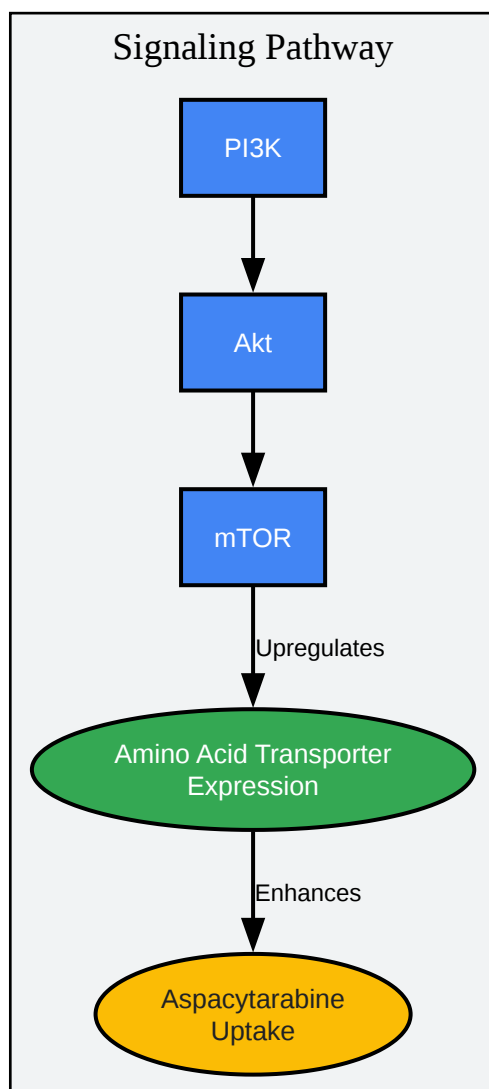 Signaling Pathway
PI3K
Akt
mTOR
Upregulates
Amino Acid Transporter
Expression
Enhances
Aspacytarabine
Uptake